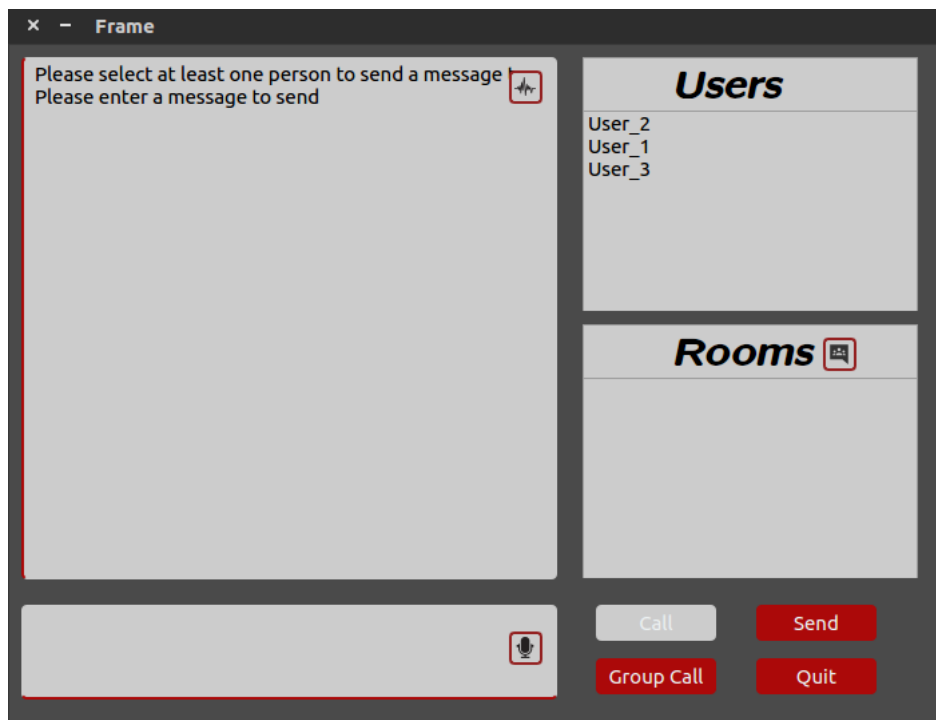 Frame
Please select at least one person to send a message
Please enter a message to send
Users
User_2
User_1
User_3
Rooms
Call
Send
Group Call
Quit